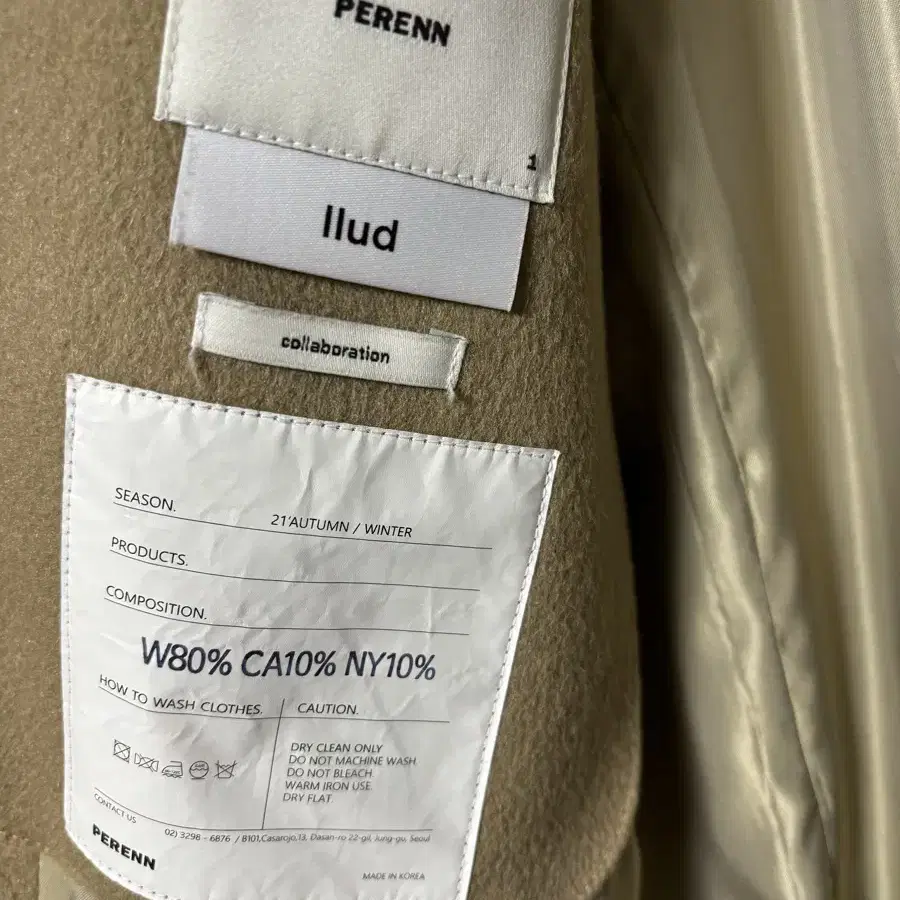 PERENN
1
llud
collaboration
SEASON.
21'AUTUMN / WINTER
PRODUCTS.
COMPOSITION.
W80% CA10% NY10%
HOW TO WASH CLOTHES.
CAUTION.
DRY CLEAN ONLY
DO NOT MACHINE WASH.
DO NOT BLEACH.
WARM IRON USE.
DRY FLAT.
CONTACT US
02) 3298 - 6876 / 8101,Casarojo,13, Dasan-ro 22-gil, Jung-gu, Seoul
PERENN
MADE IN KOREA